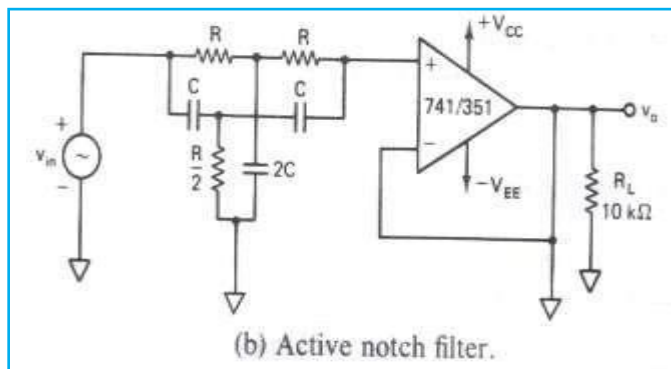 R
R
+V_CC
C
C
+
741/351
−
v_o
+
v_in
~
−
R/2
2C
−V_EE
R_L
10 kΩ
(b) Active notch filter.